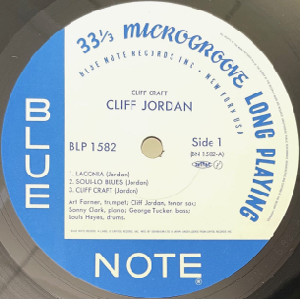 33⅓ MICROGROOVE LONG PLAYING
BLUE NOTE RECORDS INC · NEW YORK USA
CLIFF CRAFT
CLIFF JORDAN
BLP 1582
Side 1
(BN 1582-A)
1. LACONIA (Jordan)
2. SOUL-LO BLUES (Jordan)
3. CLIFF CRAFT (Jordan)
Art Farmer, trumpet; Cliff Jordan, tenor sax;
Sonny Clark, piano; George Tucker, bass;
Louis Hayes, drums.
BLUE
NOTE
®